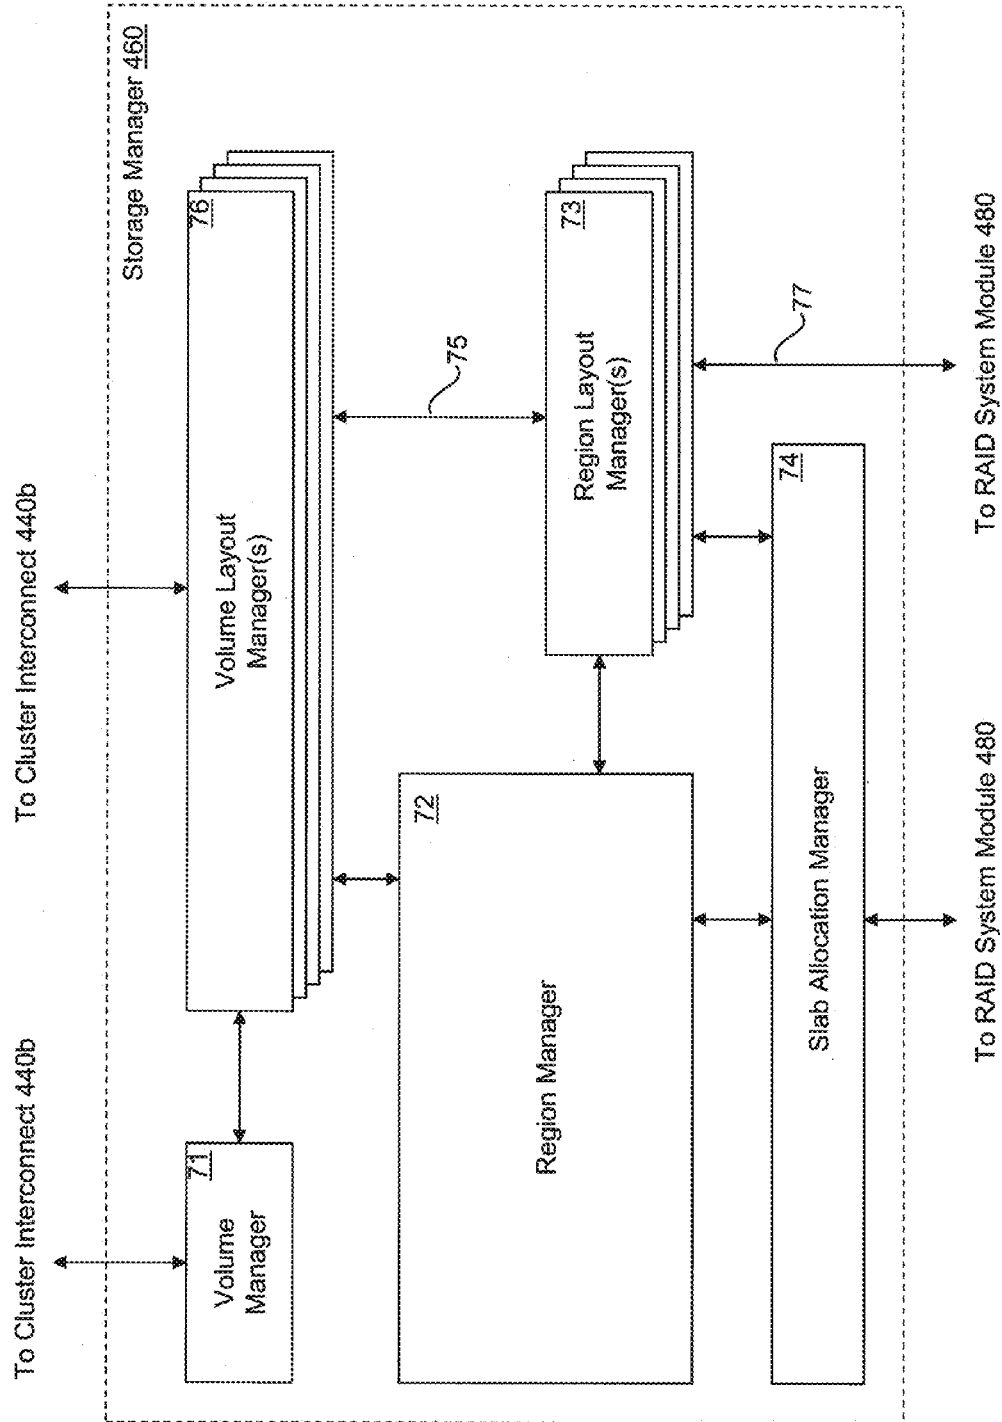 To Cluster Interconnect 440b
To Cluster Interconnect 440b
Storage Manager 460
71
Volume
Manager
76
Volume Layout
Manager(s)
75
72
Region Manager
73
Region Layout
Manager(s)
77
74
Slab Allocation Manager
To RAID System Module 480
To RAID System Module 480